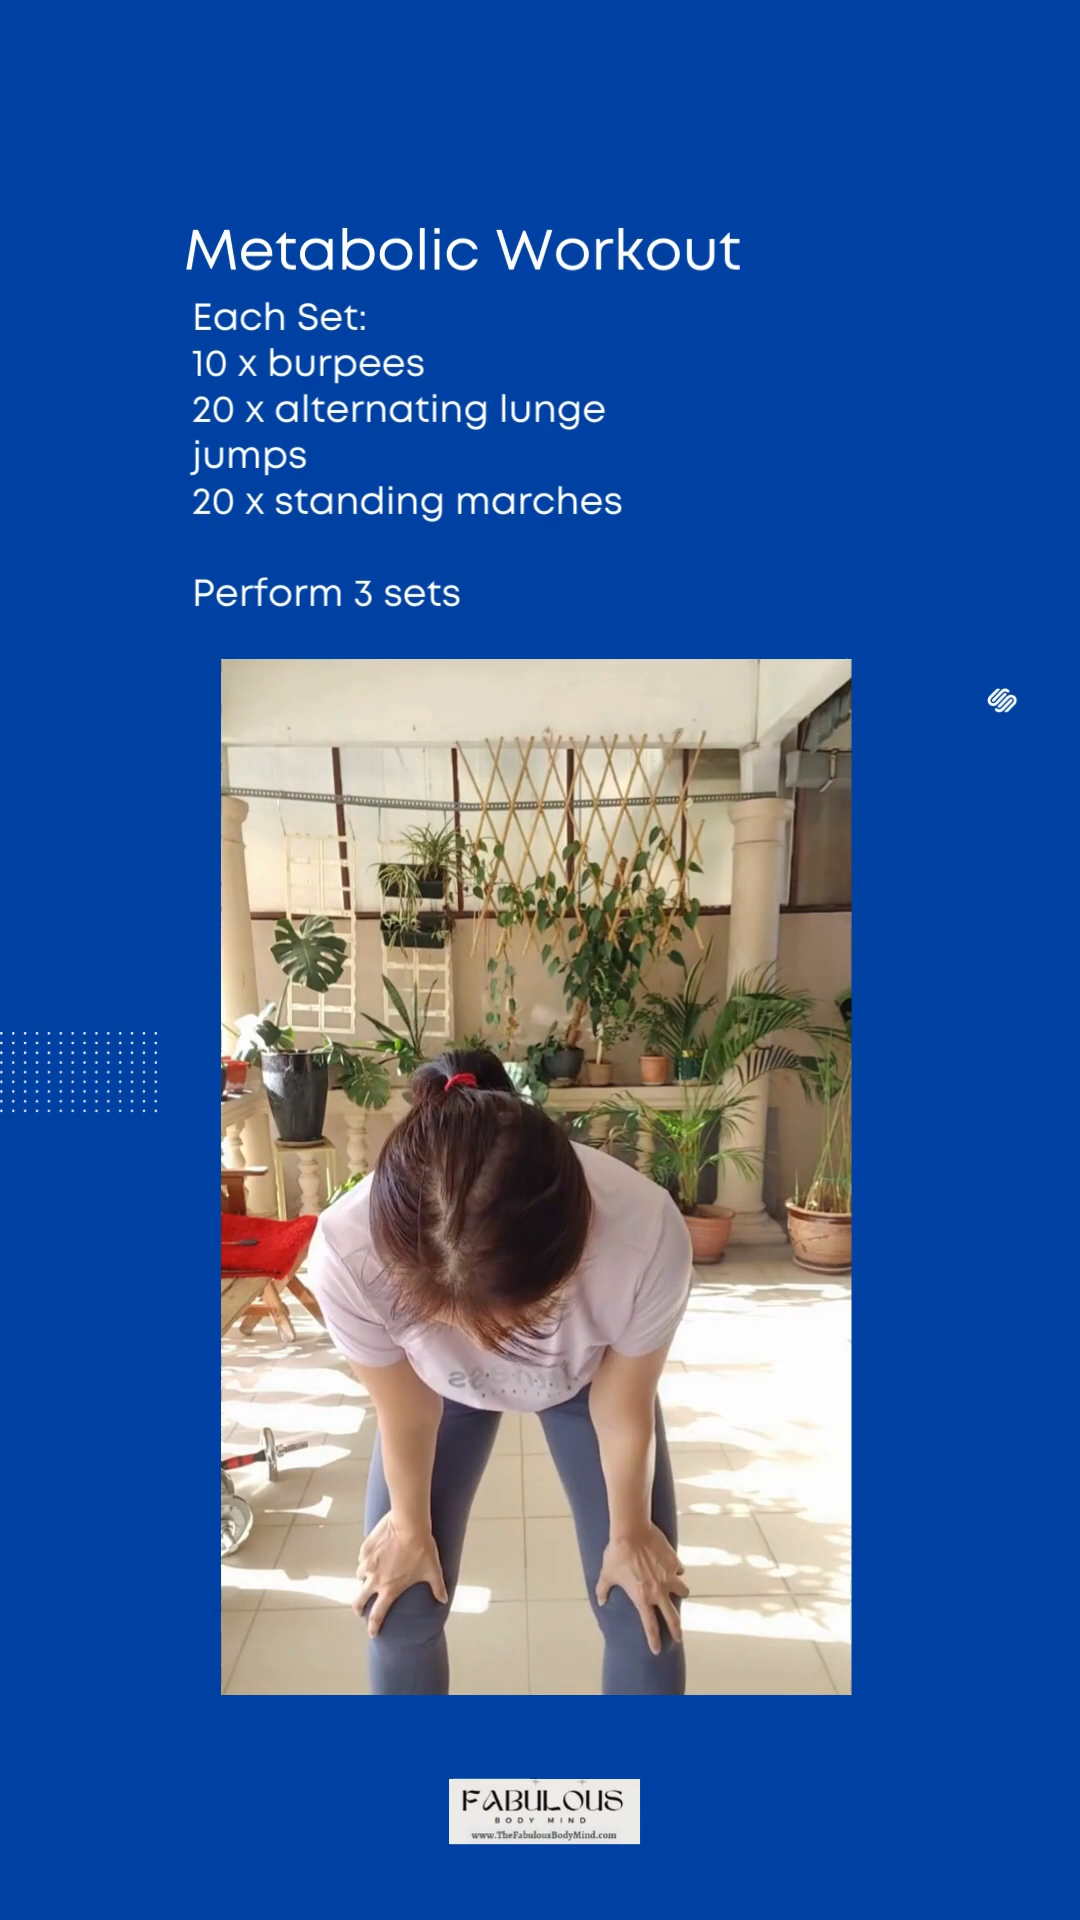 Metabolic Workout
Each Set:
10 x burpees
20 x alternating lunge
jumps
20 x standing marches
Perform 3 sets
FABULOUS
BODY MIND
www.TheFabulousBodyMind.com